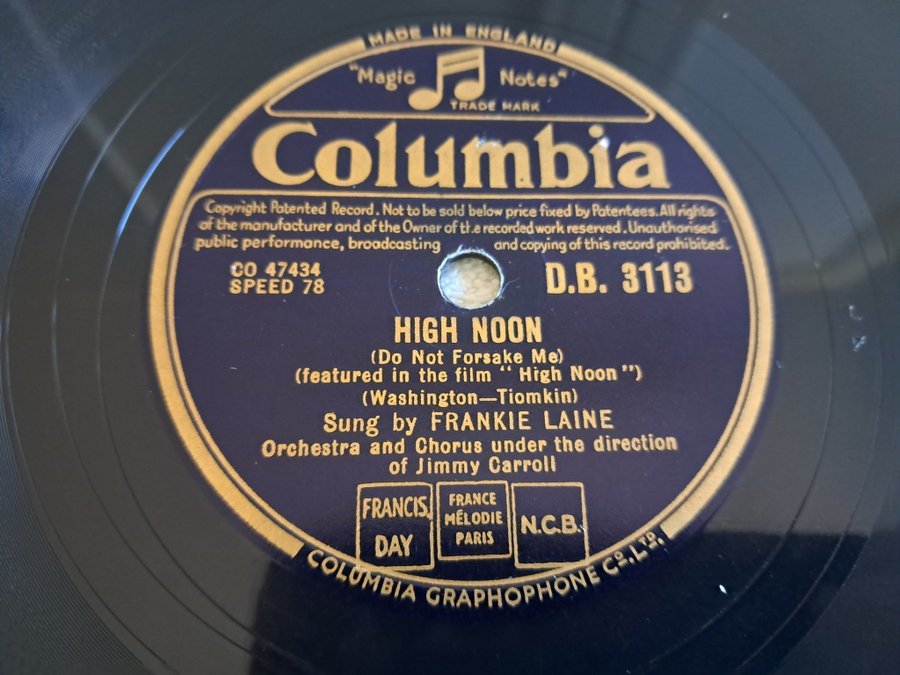 MADE IN ENGLAND
"Magic Notes"
TRADE MARK
Columbia
Copyright Patented Record. Not to be sold below price fixed by Patentees. All rights
of the manufacturer and of the Owner of the recorded work reserved. Unauthorised
public performance, broadcasting and copying of this record prohibited.
CO 47434
SPEED 78
D.B. 3113
HIGH NOON
(Do Not Forsake Me)
(featured in the film "High Noon")
(Washington—Tiomkin)
Sung by FRANKIE LAINE
Orchestra and Chorus under the direction
of Jimmy Carroll
FRANCIS,
DAY
FRANCE
MÉLODIE
PARIS
N.C.B.
COLUMBIA GRAPHOPHONE CO. LTD.